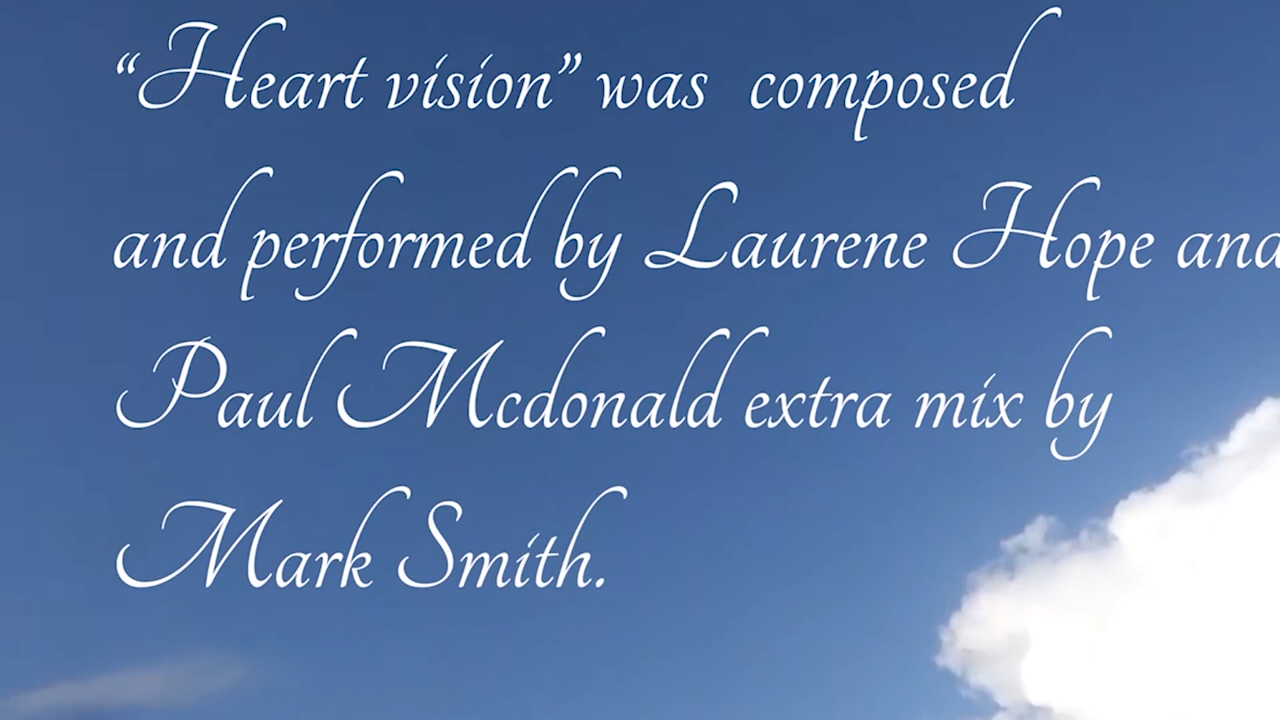 “Heart vision” was  composed
and performed by Laurene Hope and
Paul Mcdonald extra mix by
Mark Smith.